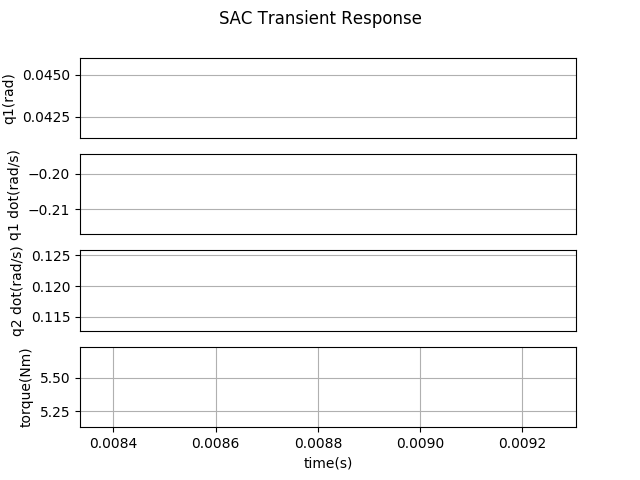 SAC Transient Response
q1(rad)
0.0450
0.0425
q1 dot(rad/s)
−0.20
−0.21
q2 dot(rad/s)
0.125
0.120
0.115
torque(Nm)
5.50
5.25
0.0084 0.0086 0.0088 0.0090 0.0092
time(s)